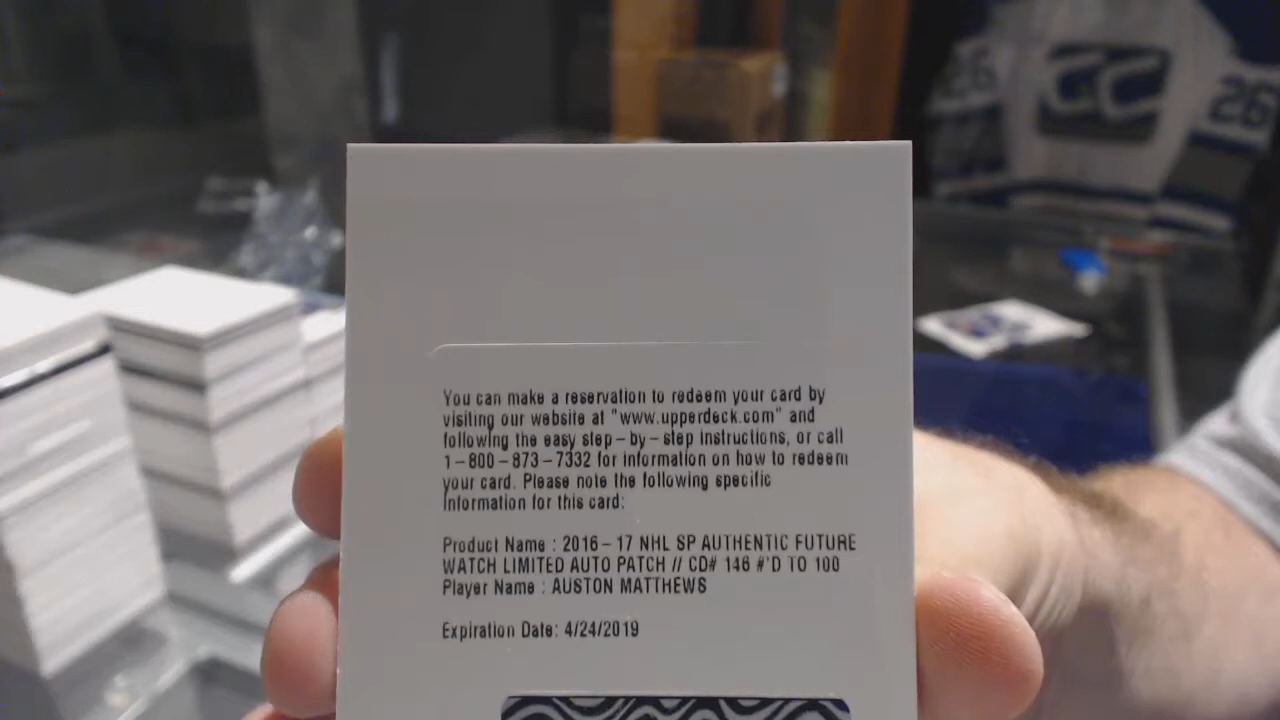 26
26
You can make a reservation to redeem your card by
visiting our website at "www.upperdeck.com" and
following the easy step-by-step instructions, or call
1-800-873-7332 for information on how to redeem
your card. Please note the following specific
information for this card:
Product Name : 2016-17 NHL SP AUTHENTIC FUTURE
WATCH LIMITED AUTO PATCH // CD# 146 #'D TO 100
Player Name : AUSTON MATTHEWS
Expiration Date: 4/24/2019